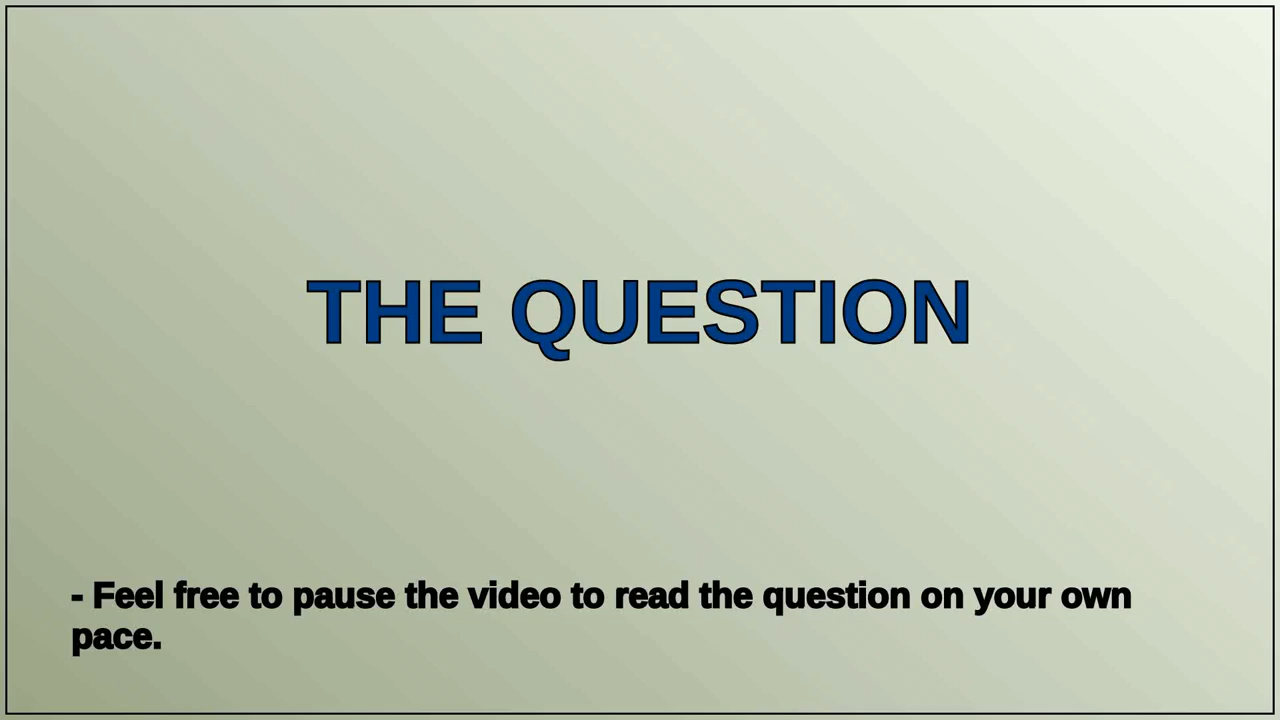 THE QUESTION
- Feel free to pause the video to read the question on your own
pace.